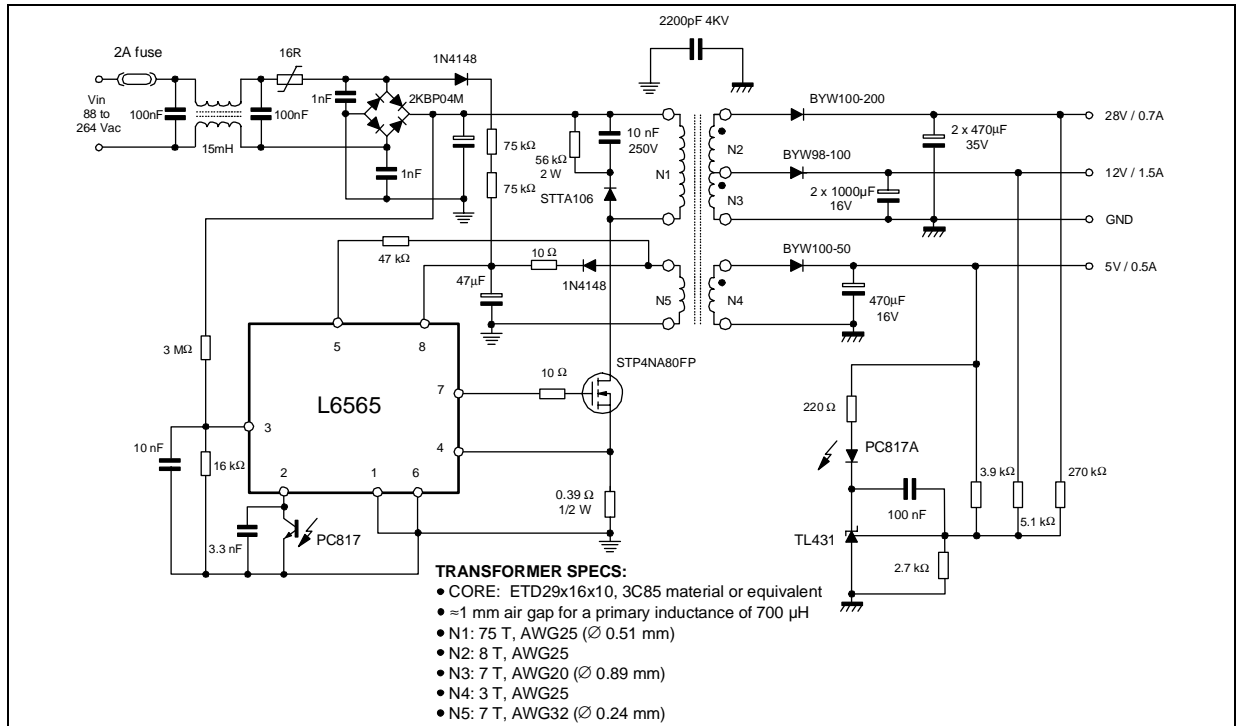 2200pF 4KV
2A fuse
16R
1N4148
BYW100-200
28V / 0.7A
Vin
88 to
264 Vac
100nF
100nF
15mH
1nF
2KBP04M
1nF
75 kΩ
75 kΩ
56 kΩ
2 W
10 nF
250V
STTA106
N1
N2
N3
2 x 470µF
35V
BYW98-100
12V / 1.5A
2 x 1000µF
16V
GND
47 kΩ
10 Ω
1N4148
47µF
N5
N4
BYW100-50
5V / 0.5A
470µF
16V
3 MΩ
5
8
STP4NA80FP
L6565
7
10 Ω
3
4
10 nF
16 kΩ
2
1
6
220 Ω
PC817A
3.9 kΩ
270 kΩ
100 nF
5.1 kΩ
0.39 Ω
1/2 W
TL431
3.3 nF
PC817
2.7 kΩ
TRANSFORMER SPECS:
● CORE: ETD29x16x10, 3C85 material or equivalent
● ≈1 mm air gap for a primary inductance of 700 µH
● N1: 75 T, AWG25 (∅ 0.51 mm)
● N2: 8 T, AWG25
● N3: 7 T, AWG20 (∅ 0.89 mm)
● N4: 3 T, AWG25
● N5: 7 T, AWG32 (∅ 0.24 mm)